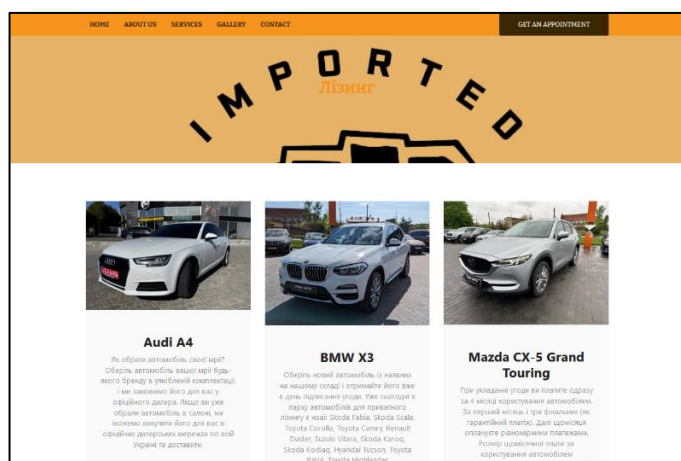 HOME ABOUT US SERVICES GALLERY CONTACT GET AN APPOINTMENT
IMPORTED
Лізинг
Audi A4
Як обрати автомобіль своєї мрії?
Оберіть автомобіль вашої мрії будь-
якого бренду в улюбленій комплектації,
і ми замовимо його для вас у
офіційного дилера. Якщо ви уже
обрали автомобіль в салоні, ми
можемо викупити його для вас в
офіційних дилерських мережах по всій
Україні та доставити.
BMW X3
Оберіть новий автомобіль із наявних
на нашому складі і отримайте його вже
в день підписання угоди. Уже сьогодні в
парку автомобілів для приватного
лізингу є нові: Skoda Fabia, Skoda Scala,
Toyota Corolla, Toyota Camry, Renault
Duster, Suzuki Vitara, Skoda Karoq,
Skoda Kodiaq, Hyandai Tucson, Toyota
RAV4, Toyota Highlander
Mazda CX-5 Grand
Touring
При укладанні угоди ви платите одразу
за 4 місяці користування автомобілем.
За перший місяць і три фінальних (як
гарантійний платіж). Далі щомісяця
оплачуєте рівномірними платежами.
Розмір щомісячної плати за
користування автомобілем